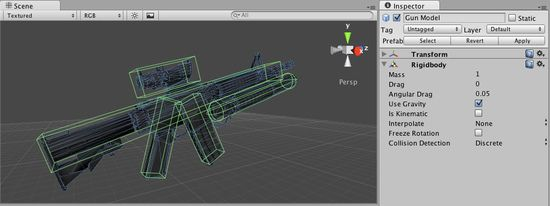 Scene
Textured RGB All
y
z
x
Persp
Inspector
Gun Model Static
Tag Untagged Layer Default
Prefab Select Revert Apply
Transform
Rigidbody
Mass 1
Drag 0
Angular Drag 0.05
Use Gravity
Is Kinematic
Interpolate None
Freeze Rotation
Collision Detection Discrete